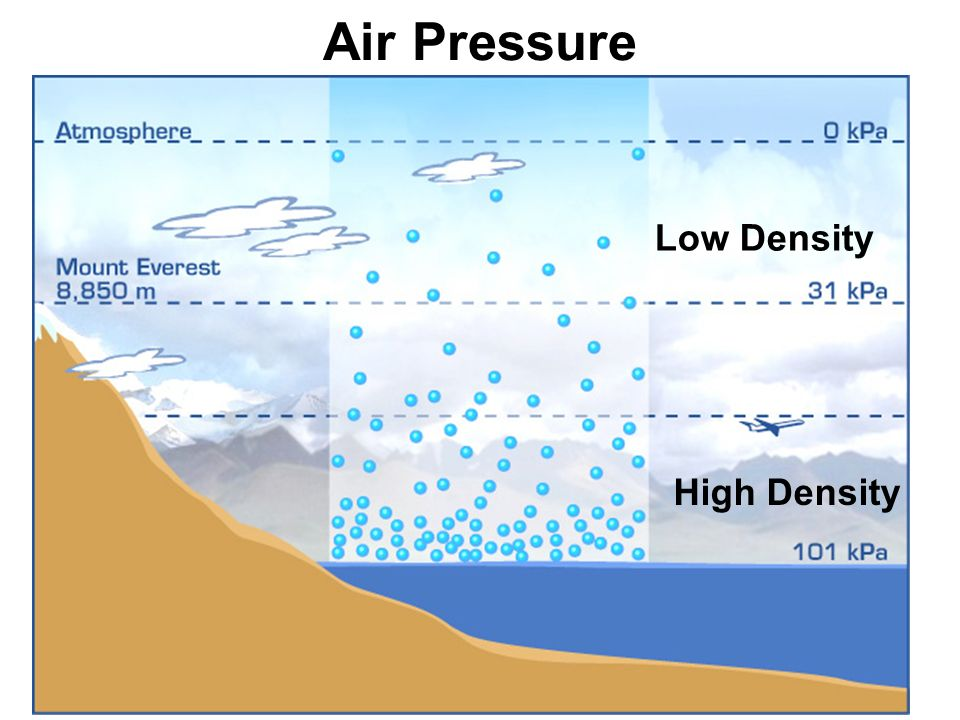 Air Pressure
Atmosphere
0 kPa
Low Density
Mount Everest
8,850 m
31 kPa
High Density
101 kPa